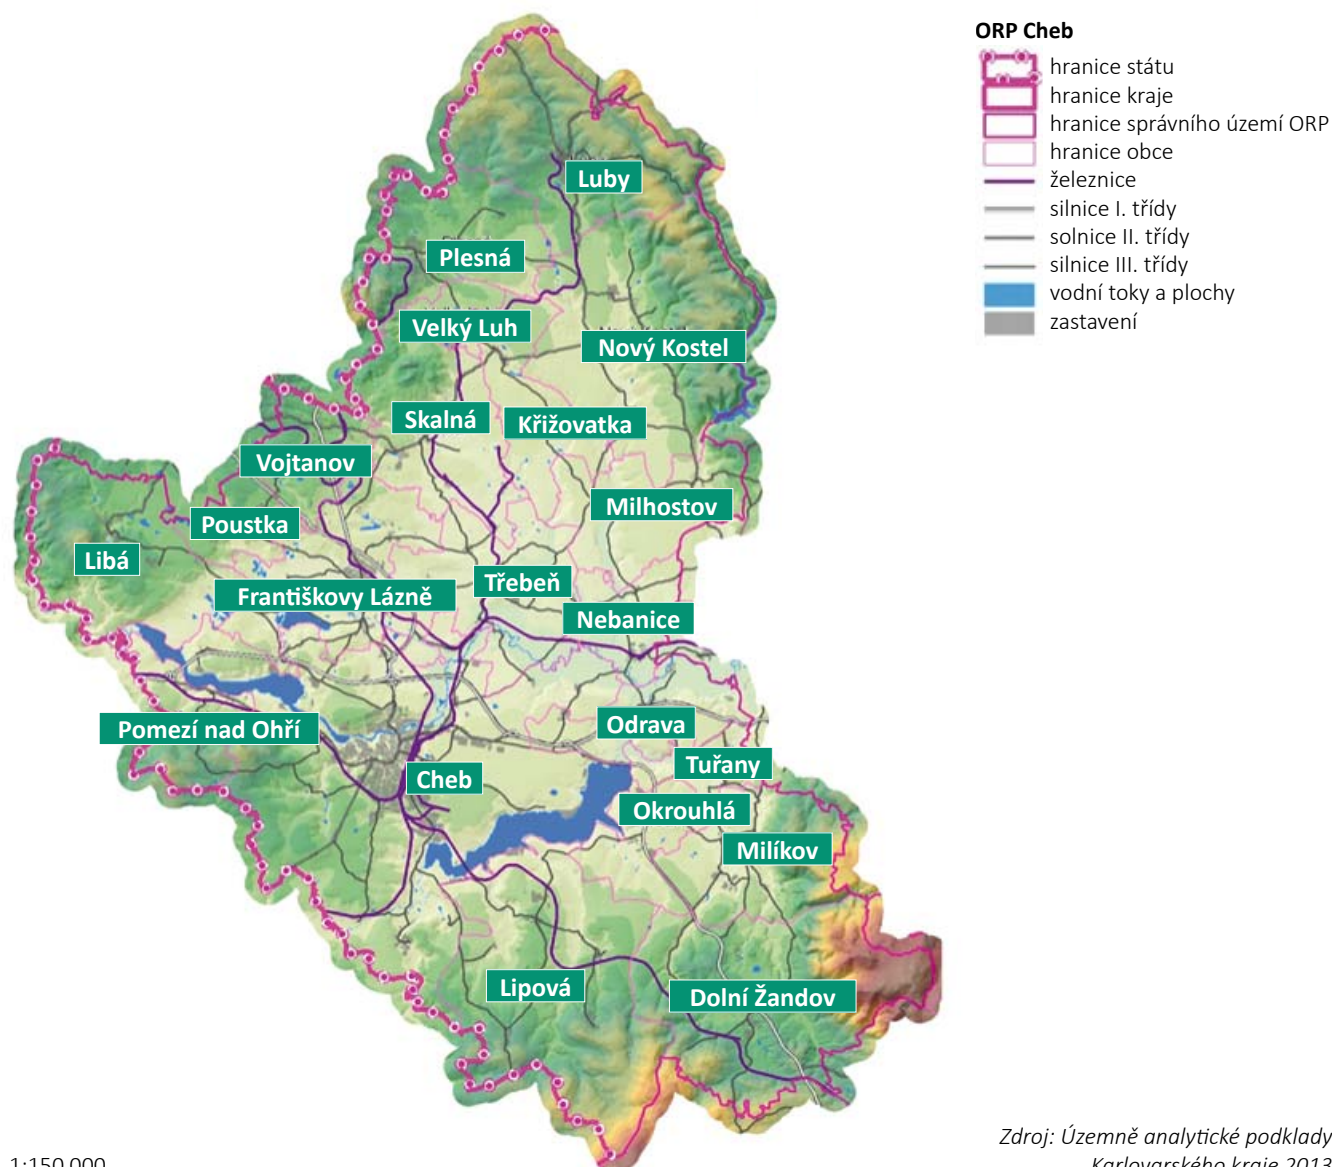 ORP Cheb
hranice státu
hranice kraje
hranice správního území ORP
hranice obce
železnice
silnice I. třídy
solnice II. třídy
silnice III. třídy
vodní toky a plochy
zastavení
Luby
Plesná
Velký Luh
Nový Kostel
Skalná
Křižovatka
Vojtanov
Milhostov
Poustka
Libá
Třebeň
Františkovy Lázně
Nebanice
Odrava
Pomezí nad Ohří
Tuřany
Cheb
Okrouhlá
Milíkov
Lipová
Dolní Žandov
Zdroj: Územně analytické podklady
Karlovarského kraje 2013
1:150 000